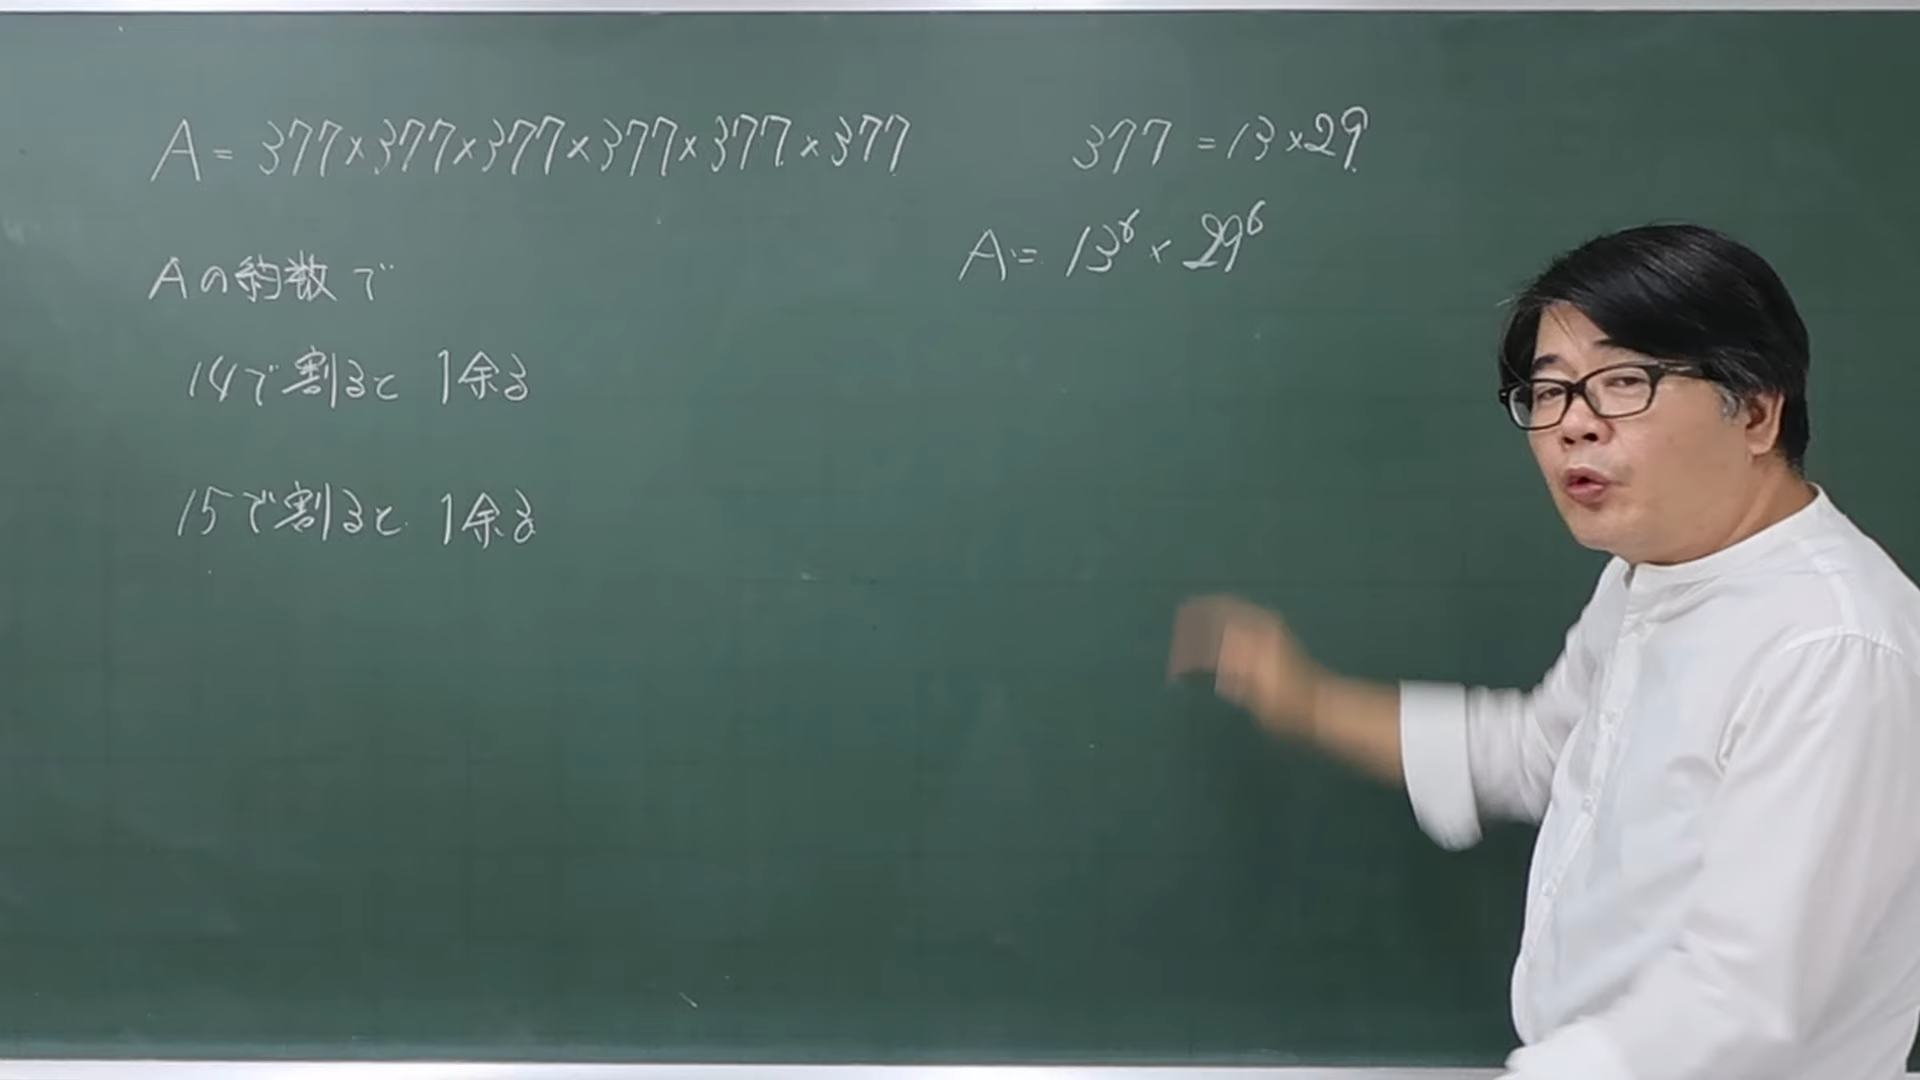 A = 377×377×377×377×377×377
377 = 13×29
A = 13⁶ × 29⁶
Aの約数で
14で割ると 1余る
15で割ると 1余る